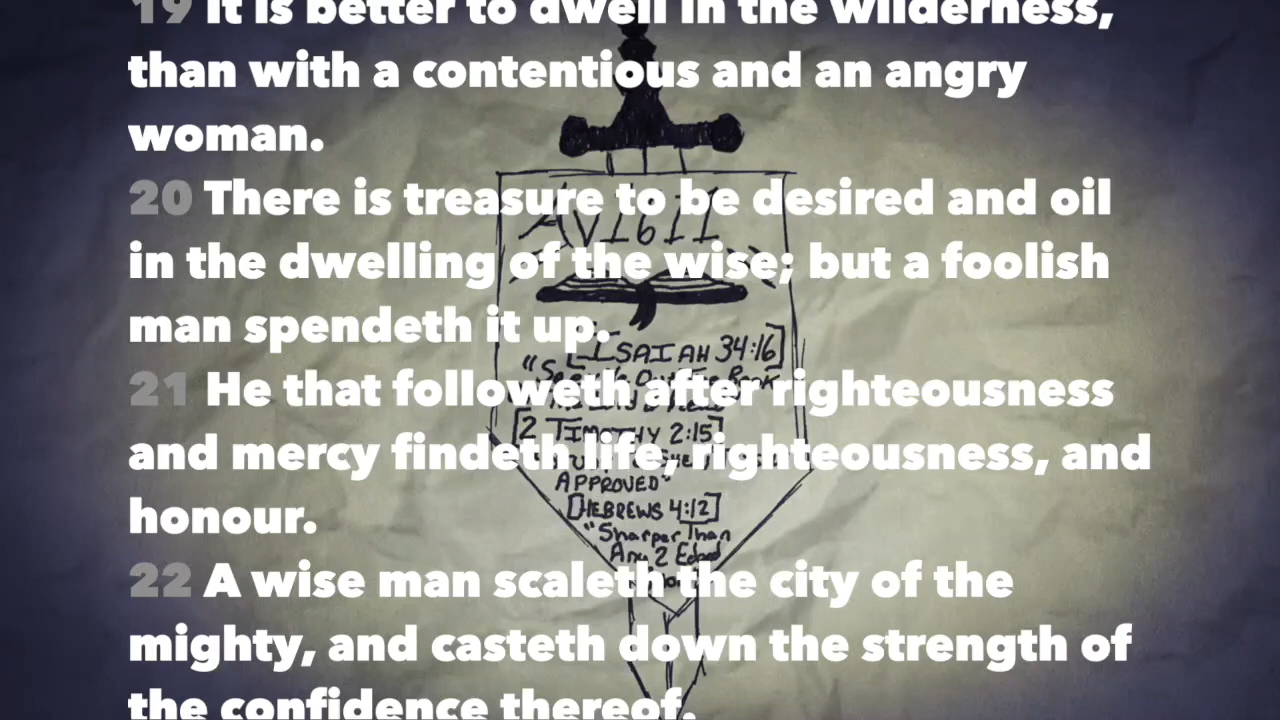 19 It is better to dwell in the wilderness,
than with a contentious and an angry
woman.
20 There is treasure to be desired and oil
AV1611
in the dwelling of the wise; but a foolish
man spendeth it up.
[ISAIAH 34:16]
21 He that followeth after righteousness
[2 TIMOTHY 2:15]
and mercy findeth life, righteousness, and
APPROVED"
[HEBREWS 4:12]
honour.
"Sharper Than
Any 2 Edged
22 A wise man scaleth the city of the
mighty, and casteth down the strength of
the confidence thereof.